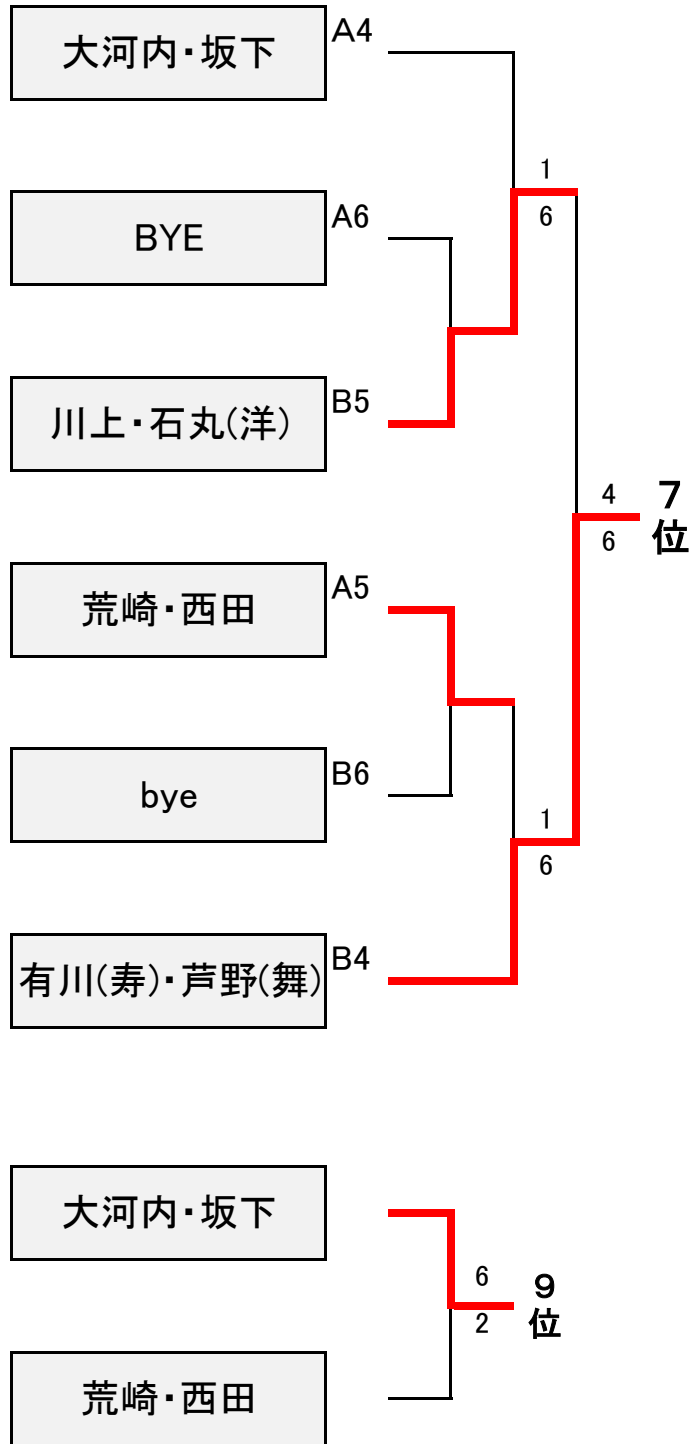 大河内・坂下
A4
1
6
BYE
A6
川上・石丸(洋)
B5
4
6
7
位
荒崎・西田
A5
bye
B6
1
6
有川(寿)・芦野(舞)
B4
大河内・坂下
6
2
9
位
荒崎・西田